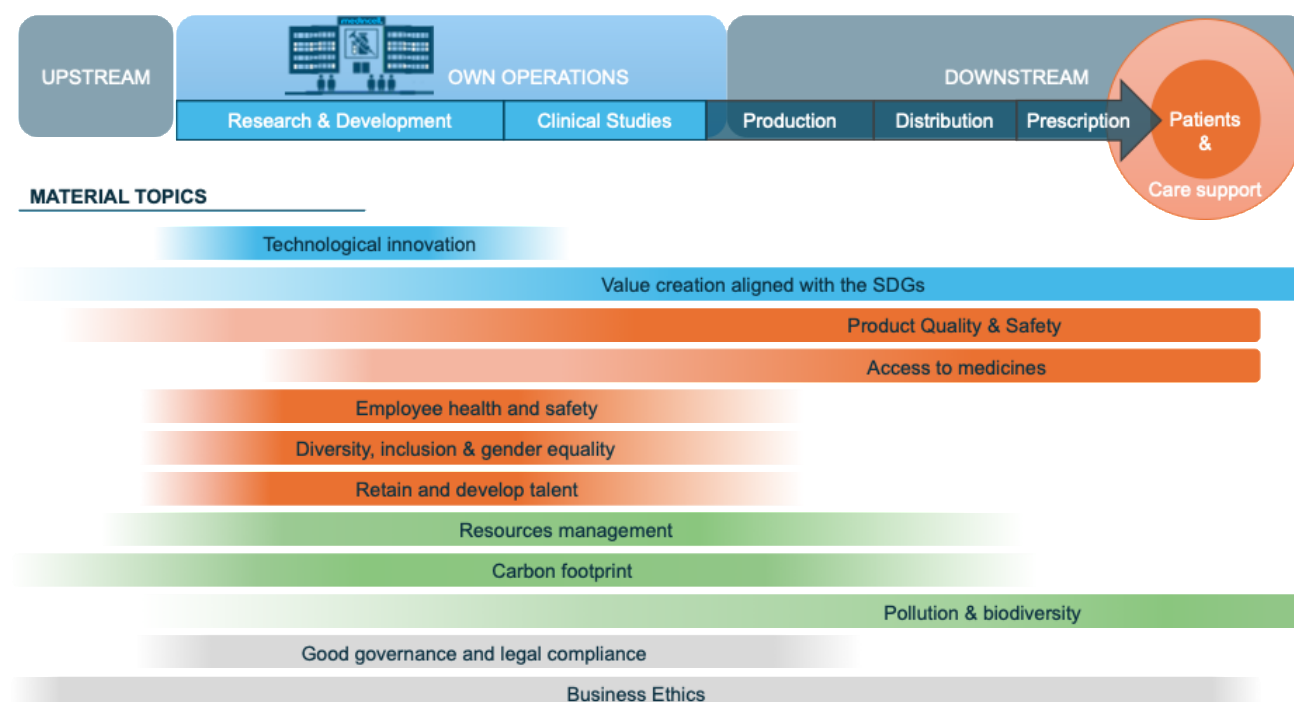 medincell
UPSTREAM
OWN OPERATIONS
DOWNSTREAM
Research & Development
Clinical Studies
Production
Distribution
Prescription
Patients
&
Care support
MATERIAL TOPICS
Technological innovation
Value creation aligned with the SDGs
Product Quality & Safety
Access to medicines
Employee health and safety
Diversity, inclusion & gender equality
Retain and develop talent
Resources management
Carbon footprint
Pollution & biodiversity
Good governance and legal compliance
Business Ethics